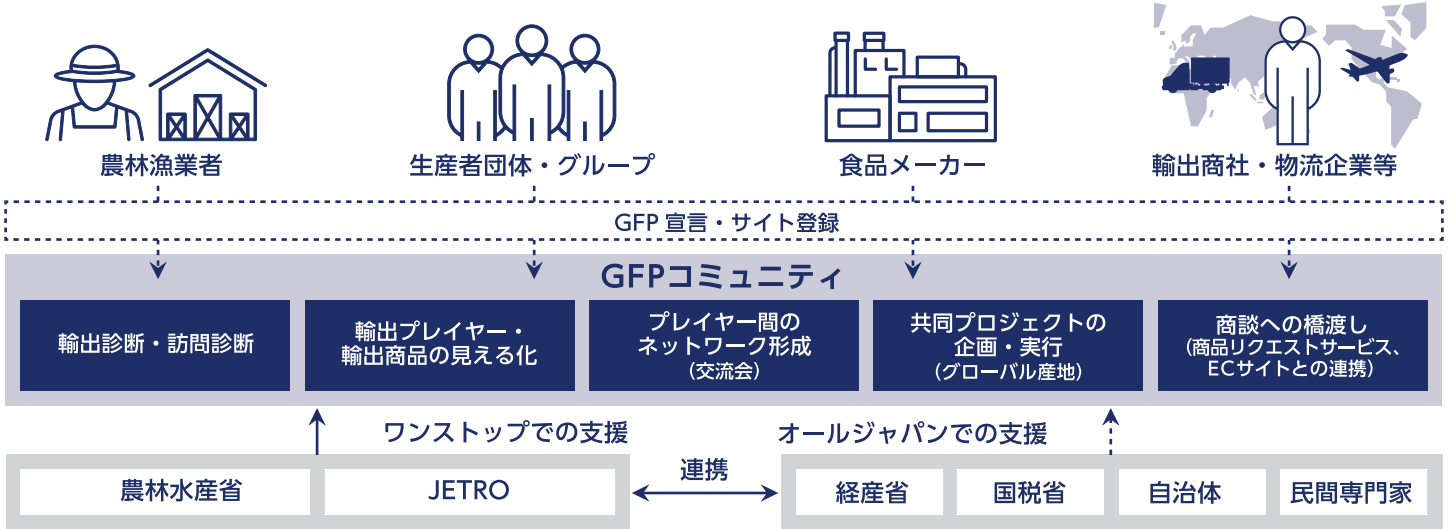 農林漁業者
生産者団体・グループ
食品メーカー
輸出商社・物流企業等
GFP 宣言・サイト登録
GFPコミュニティ
輸出診断・訪問診断
輸出プレイヤー・
輸出商品の見える化
プレイヤー間の
ネットワーク形成
(交流会)
共同プロジェクトの
企画・実行
(グローバル産地)
商談への橋渡し
(商品リクエストサービス、
ECサイトとの連携)
ワンストップでの支援
オールジャパンでの支援
農林水産省
JETRO
連携
経産省
国税省
自治体
民間専門家